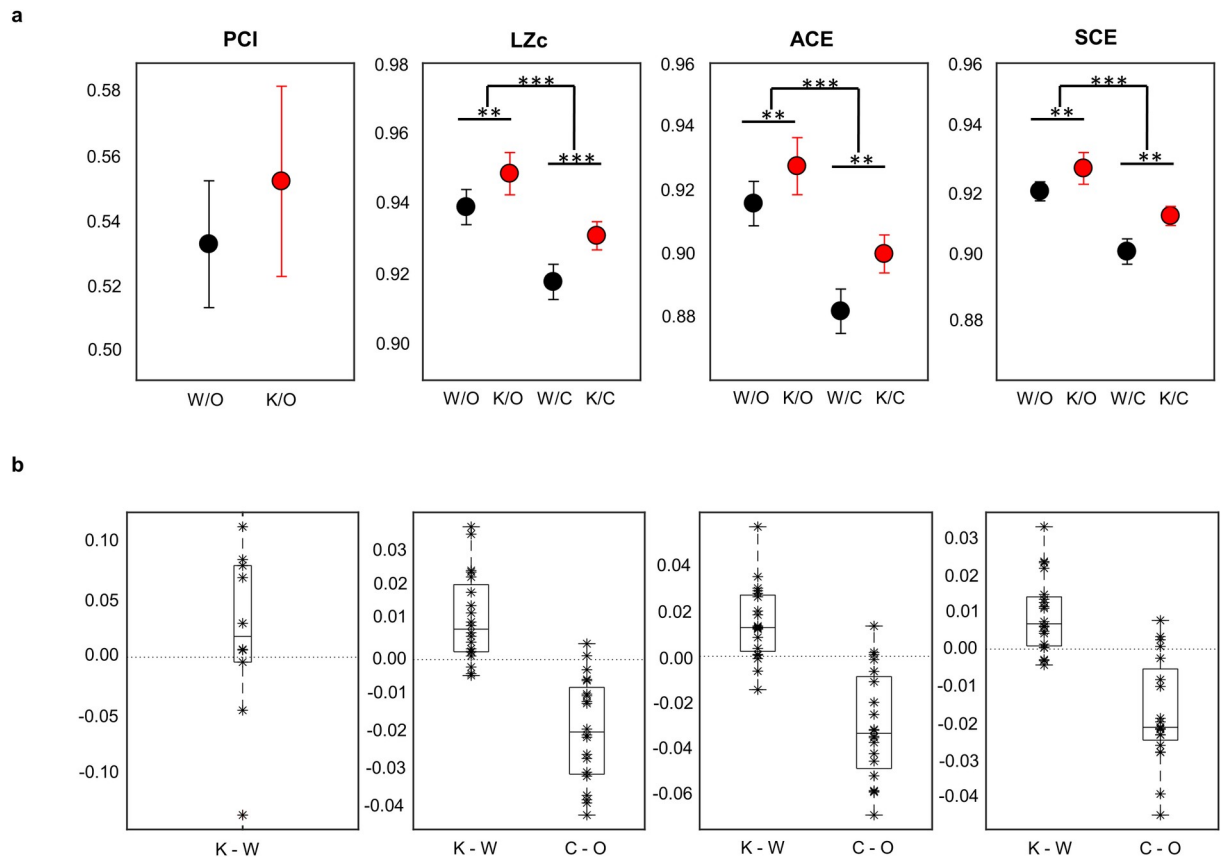 a
PCI
LZc
ACE
SCE
0.58
0.56
0.54
0.52
0.50
W/O K/O
0.98
0.96
0.94
0.92
0.90
*** ** ***
W/O K/O W/C K/C
0.96
0.94
0.92
0.90
0.88
*** ** **
W/O K/O W/C K/C
0.96
0.94
0.92
0.90
0.88
*** ** **
W/O K/O W/C K/C
b
0.10
0.05
0.00
-0.05
-0.10
K - W
0.03
0.02
0.01
0.00
-0.01
-0.02
-0.03
-0.04
K - W C - O
0.04
0.02
0.00
-0.02
-0.04
-0.06
K - W C - O
0.03
0.02
0.01
0.00
-0.01
-0.02
-0.03
-0.04
K - W C - O